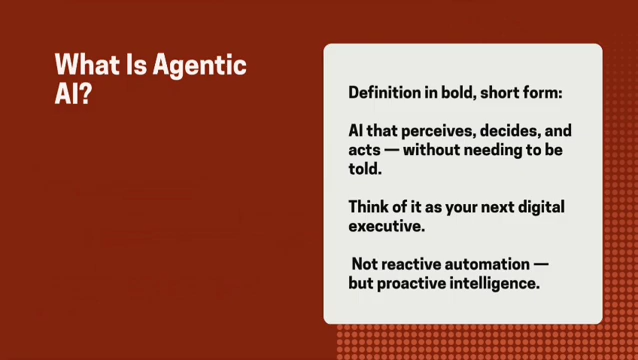 What Is Agentic
AI?
Definition in bold, short form:
AI that perceives, decides, and
acts — without needing to be
told.
Think of it as your next digital
executive.
Not reactive automation —
but proactive intelligence.